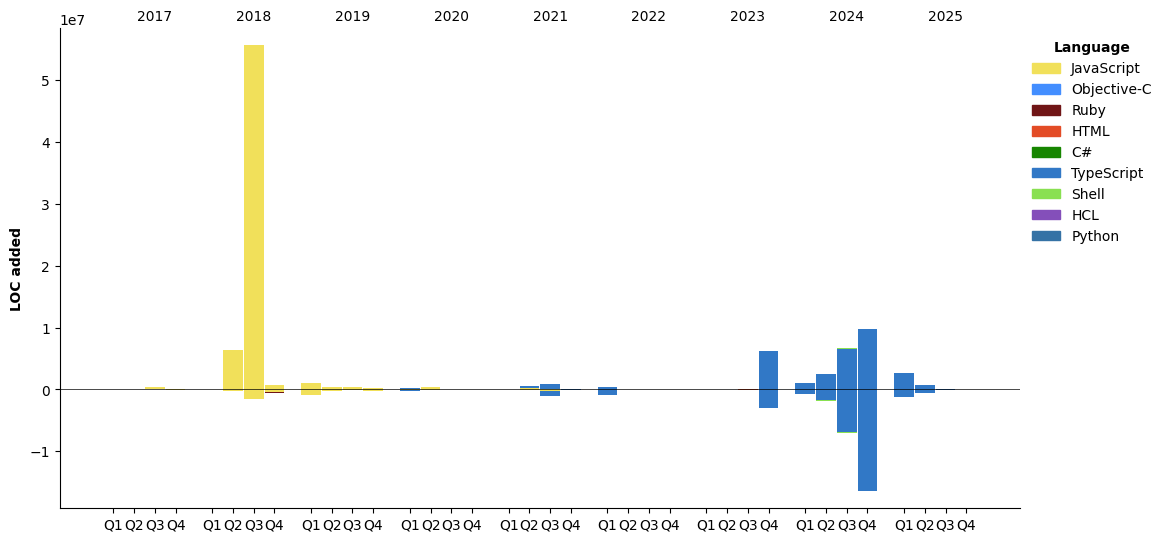 2017 2018 2019 2020 2021 2022 2023 2024 2025
1e7
5
4
3
2
1
0
−1
LOC added
Q1 Q2 Q3 Q4 Q1 Q2 Q3 Q4 Q1 Q2 Q3 Q4 Q1 Q2 Q3 Q4 Q1 Q2 Q3 Q4 Q1 Q2 Q3 Q4 Q1 Q2 Q3 Q4 Q1 Q2 Q3 Q4 Q1 Q2 Q3 Q4
Language
JavaScript
Objective-C
Ruby
HTML
C#
TypeScript
Shell
HCL
Python